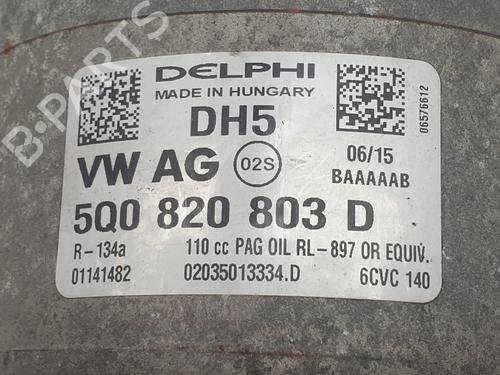 DELPHI
MADE IN HUNGARY
DH5
06576612
VW AG 02S 06/15
BAAAAAB
5Q0 820 803 D
R-134a 110 cc PAG OIL RL-897 OR EQUIV.
01141482 02035013334.D 6CVC 140
B-PARTS